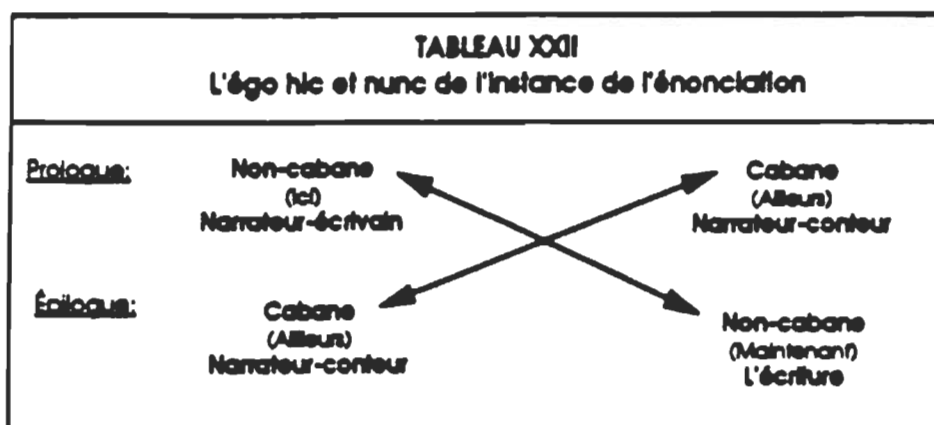 TABLEAU XXII
L'égo hic et nunc de l'instance de l'énonciation
Prologue:
Non-cabane
(Ici)
Narrateur-écrivain
Cabane
(Ailleurs)
Narrateur-conteur
Épilogue:
Cabane
(Ailleurs)
Narrateur-conteur
Non-cabane
(Maintenant)
L'écriture